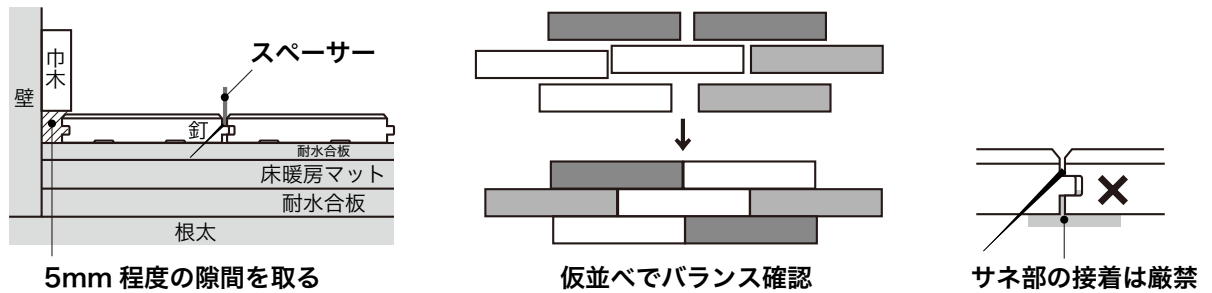 スペーサー
巾木
壁
釘
耐水合板
床暖房マット
耐水合板
根太
5mm 程度の隙間を取る
仮並べでバランス確認
サネ部の接着は厳禁